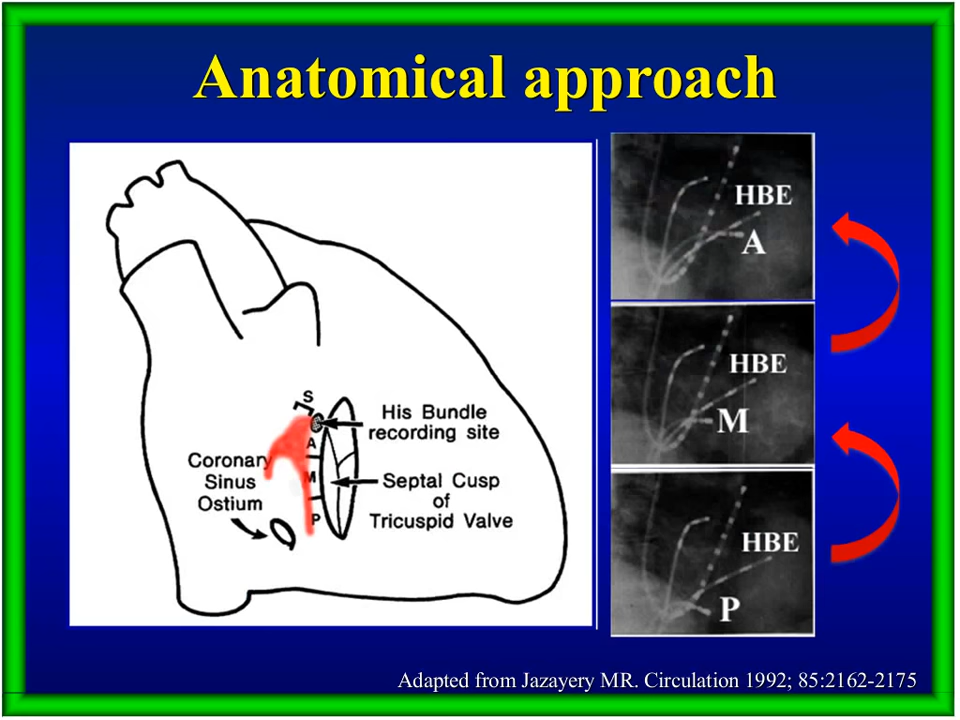 Anatomical approach
S
His Bundle
recording site
A
Coronary
Sinus
Ostium
M
Septal Cusp
of
Tricuspid Valve
P
HBE
A
HBE
M
HBE
P
Adapted from Jazayery MR. Circulation 1992; 85:2162-2175